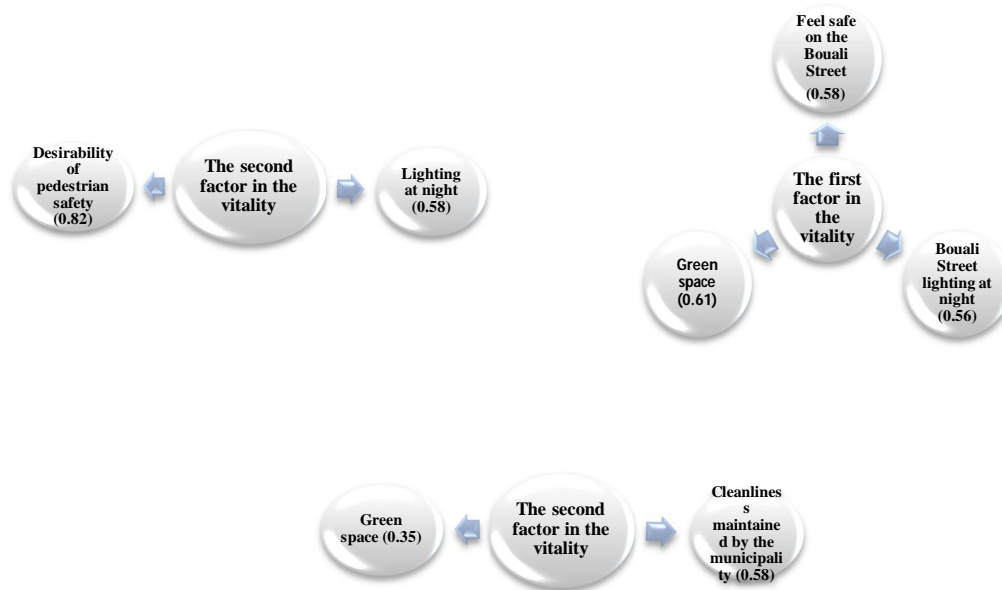 Desirability
of
pedestrian
safety
(0.82)
The second
factor in the
vitality
Lighting
at night
(0.58)
Feel safe
on the
Bouali
Street
(0.58)
The first
factor in
the
vitality
Green
space
(0.61)
Bouali
Street
lighting at
night
(0.56)
Green
space (0.35)
The second
factor in the
vitality
Cleanlines
s
maintaine
d by the
municipali
ty (0.58)